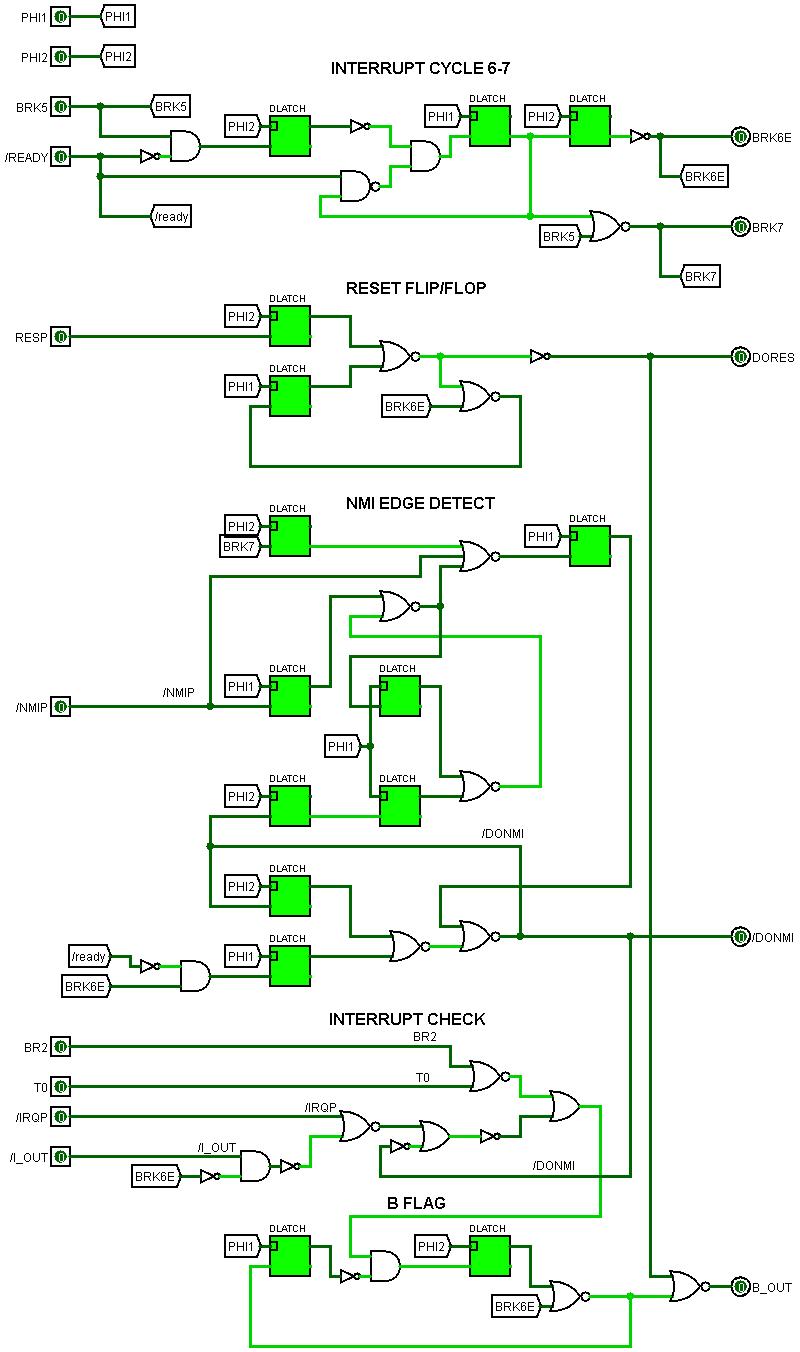 PHI1 0 PHI1
PHI2 0 PHI2
INTERRUPT CYCLE 6-7
BRK5 0 BRK5
PHI2 DLATCH
PHI1 DLATCH
PHI2 DLATCH
0 BRK6E
/READY 0
BRK6E
/ready
BRK5
0 BRK7
BRK7
RESET FLIP/FLOP
PHI2 DLATCH
RESP 0
0 DORES
PHI1 DLATCH
BRK6E
NMI EDGE DETECT
PHI2 DLATCH
BRK7
PHI1 DLATCH
/NMIP 0 /NMIP
PHI1 DLATCH
DLATCH
PHI1
PHI2 DLATCH
DLATCH
/DONMI
PHI2 DLATCH
0 /DONMI
/ready
BRK6E
PHI1 DLATCH
INTERRUPT CHECK
BR2 0 BR2
T0 0 T0
/IRQP 0 /IRQP
/I_OUT 0 /I_OUT
BRK6E
/DONMI
B FLAG
PHI1 DLATCH
PHI2 DLATCH
BRK6E
0 B_OUT